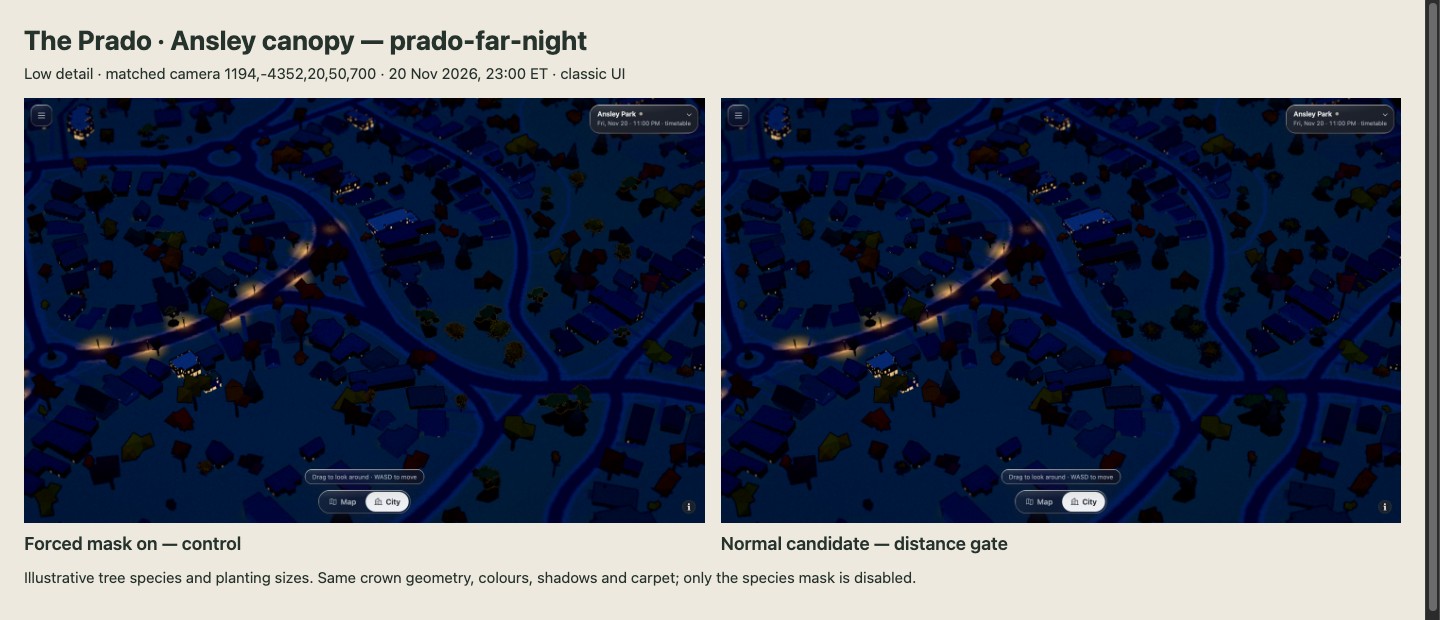 The Prado · Ansley canopy — prado-far-night
Low detail · matched camera 1194,-4352,20,50,700 · 20 Nov 2026, 23:00 ET · classic UI
Ansley Park
Fri, Nov 20 · 11:00 PM · timetable
Ansley Park
Fri, Nov 20 · 11:00 PM · timetable
Drag to look around · WASD to move
Map City
Drag to look around · WASD to move
Map City
Forced mask on — control
Normal candidate — distance gate
Illustrative tree species and planting sizes. Same crown geometry, colours, shadows and carpet; only the species mask is disabled.